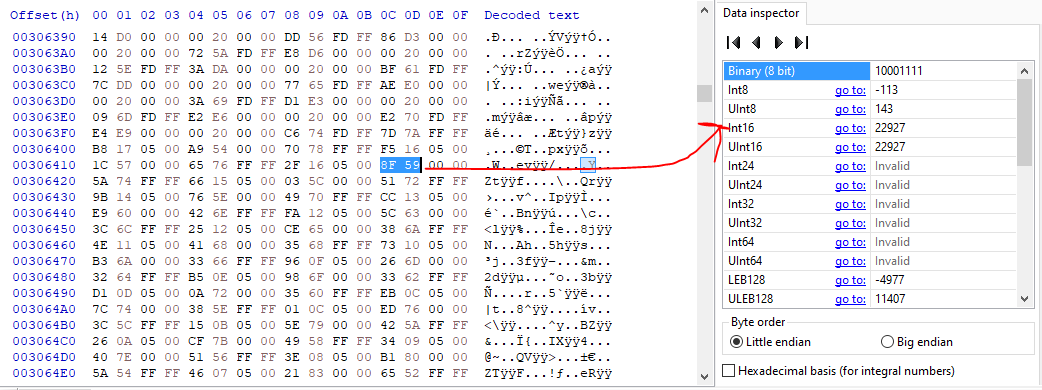 Offset(h) 00 01 02 03 04 05 06 07 08 09 0A 0B 0C 0D 0E 0F Decoded text
00306390 14 D0 00 00 00 20 00 00 DD 56 FD FF 86 D3 00 00 .Ð... ..ÝVýÿ†Ó..
003063A0 00 20 00 00 72 5A FD FF E8 D6 00 00 00 20 00 00 . ..rZýÿèÖ... ..
003063B0 12 5E FD FF 3A DA 00 00 00 20 00 00 BF 61 FD FF .^ýÿ:Ú... ..¿aýÿ
003063C0 7C DD 00 00 00 20 00 00 77 65 FD FF AE E0 00 00 |Ý... ..weýÿ®à..
003063D0 00 20 00 00 3A 69 FD FF D1 E3 00 00 00 20 00 00 . ..:iýÿÑã... ..
003063E0 09 6D FD FF E2 E6 00 00 00 20 00 00 E2 70 FD FF .mýÿâæ... ..âpýÿ
003063F0 E4 E9 00 00 00 20 00 00 C6 74 FD FF 7D 7A FF FF äé... ..Ætýÿ}zÿÿ
00306400 B8 17 05 00 A9 54 00 00 70 78 FF FF F5 16 05 00 ¸...©T..pxÿÿõ...
00306410 1C 57 00 00 65 76 FF FF 2F 16 05 00 8F 59 00 00 .W..evÿÿ/....Y..
00306420 5A 74 FF FF 66 15 05 00 03 5C 00 00 51 72 FF FF Ztÿÿf....\..Qrÿÿ
00306430 9B 14 05 00 76 5E 00 00 49 70 FF FF CC 13 05 00 ›...v^..IpÿÿÌ...
00306440 E9 60 00 00 42 6E FF FF FA 12 05 00 5C 63 00 00 é`..Bnÿÿú...\c..
00306450 3C 6C FF FF 25 12 05 00 CE 65 00 00 38 6A FF FF <lÿÿ%...Îe..8jÿÿ
00306460 4E 11 05 00 41 68 00 00 35 68 FF FF 73 10 05 00 N...Ah..5hÿÿs...
00306470 B3 6A 00 00 33 66 FF FF 96 0F 05 00 26 6D 00 00 ³j..3fÿÿ–...&m..
00306480 32 64 FF FF B5 0E 05 00 98 6F 00 00 33 62 FF FF 2dÿÿµ...˜o..3bÿÿ
00306490 D1 0D 05 00 0A 72 00 00 35 60 FF FF EB 0C 05 00 Ñ....r..5`ÿÿë...
003064A0 7C 74 00 00 38 5E FF FF 01 0C 05 00 ED 76 00 00 |t..8^ÿÿ....ív..
003064B0 3C 5C FF FF 15 0B 05 00 5E 79 00 00 42 5A FF FF <\ÿÿ....^y..BZÿÿ
003064C0 26 0A 05 00 CF 7B 00 00 49 58 FF FF 34 09 05 00 &...Ï{..IXÿÿ4...
003064D0 40 7E 00 00 51 56 FF FF 3E 08 05 00 B1 80 00 00 @~..QVÿÿ>...±€..
003064E0 5A 54 FF FF 46 07 05 00 21 83 00 00 65 52 FF FF ZTÿÿF...!ƒ..eRÿÿ
Data inspector
Binary (8 bit) 10001111
Int8 go to: -113
UInt8 go to: 143
Int16 go to: 22927
UInt16 go to: 22927
Int24 go to: Invalid
UInt24 go to: Invalid
Int32 go to: Invalid
UInt32 go to: Invalid
Int64 go to: Invalid
UInt64 go to: Invalid
LEB128 go to: -4977
ULEB128 go to: 11407
Byte order
Little endian Big endian
Hexadecimal basis (for integral numbers)